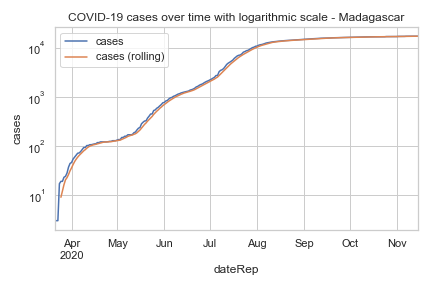 COVID-19 cases over time with logarithmic scale - Madagascar
cases
cases (rolling)
10⁴
10³
10²
10¹
cases
Apr
2020
May
Jun
Jul
Aug
Sep
Oct
Nov
dateRep